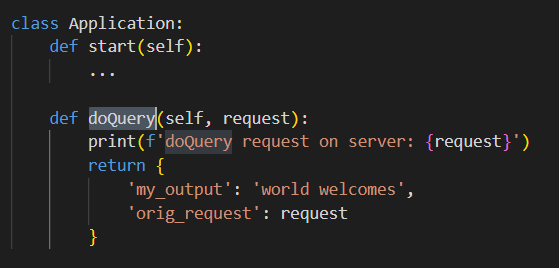 class Application:
    def start(self):
        ...
    def doQuery(self, request):
        print(f'doQuery request on server: {request}')
        return {
            'my_output': 'world welcomes',
            'orig_request': request
        }